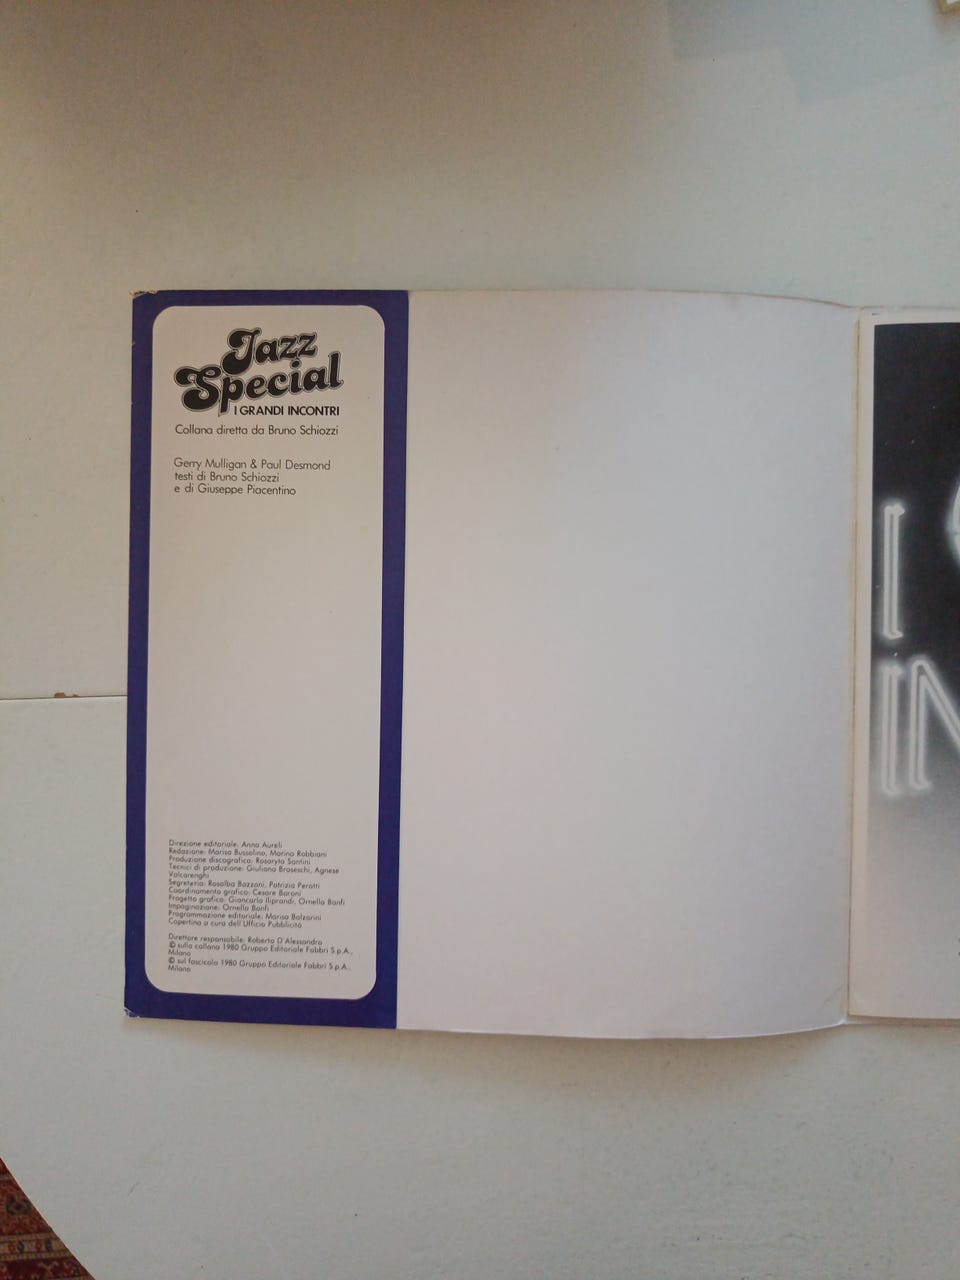 Jazz
Special
I GRANDI INCONTRI
Collana diretta da Bruno Schiozzi
Gerry Mulligan & Paul Desmond
testi di Bruno Schiozzi
e di Giuseppe Piacentino
Direzione editoriale: Anna Aureli
Redazione: Marisa Bussolino, Marina Robbiani
Produzione discografica: Rosaryta Santini
Tecnici di produzione: Giuliano Broseschi, Agnese
Valcarenghi
Segreteria: Rosalba Bazzani, Patrizia Perotti
Coordinamento grafico: Cesare Baroni
Progetto grafico: Giancarlo Iliprandi, Ornella Banfi
Impaginazione: Ornella Banfi
Programmazione editoriale: Marisa Balzarini
Copertina a cura dell'Ufficio Pubblicità
Direttore responsabile: Roberto D'Alessandro
© sulla collana 1980 Gruppo Editoriale Fabbri S.p.A.,
Milano
© sul fascicolo 1980 Gruppo Editoriale Fabbri S.p.A.,
Milano
I
IN